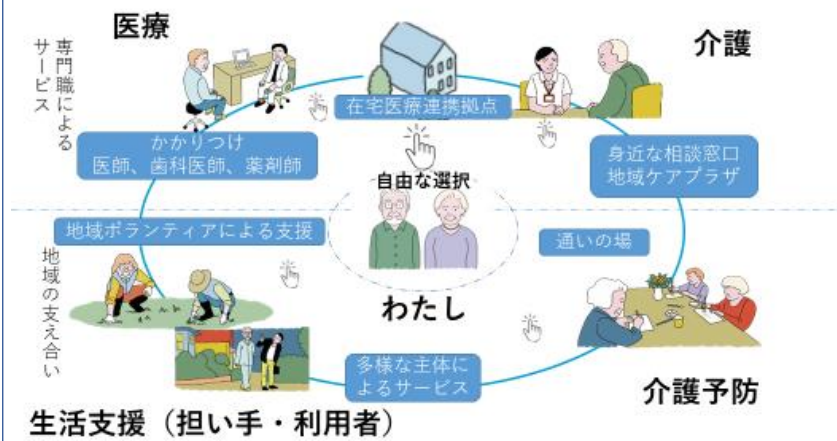 医療
介護
専門職による
サービス
在宅医療連携拠点
かかりつけ
医師、歯科医師、薬剤師
身近な相談窓口
地域ケアプラザ
自由な選択
地域ボランティアによる支援
通いの場
地域の支え合い
わたし
多様な主体に
よるサービス
介護予防
生活支援（担い手・利用者）